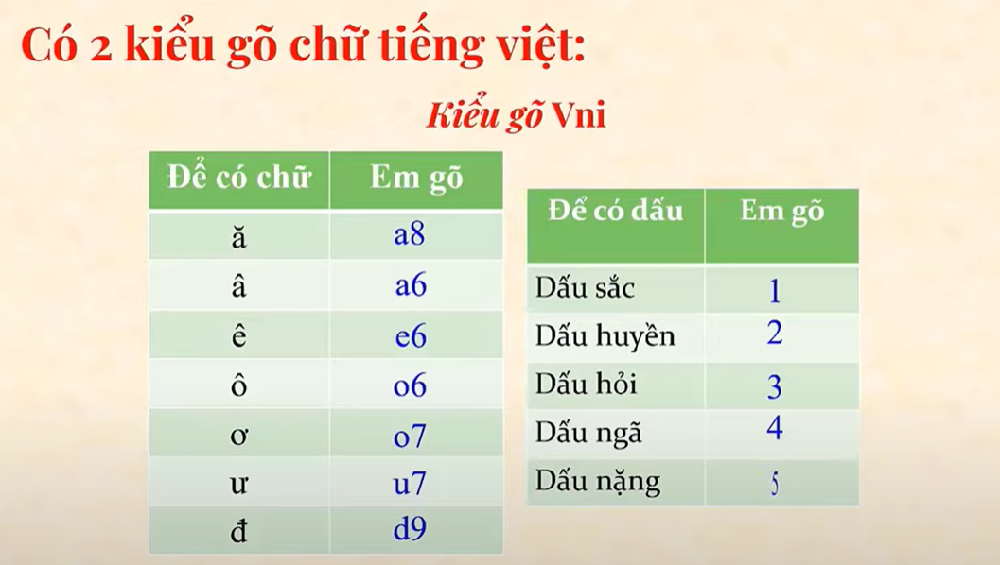 Có 2 kiểu gõ chữ tiếng việt:
Kiểu gõ Vni
Để có chữ Em gõ
ă a8
â a6
ê e6
ô o6
ơ o7
ư u7
đ d9
Để có dấu Em gõ
Dấu sắc 1
Dấu huyền 2
Dấu hỏi 3
Dấu ngã 4
Dấu nặng 5